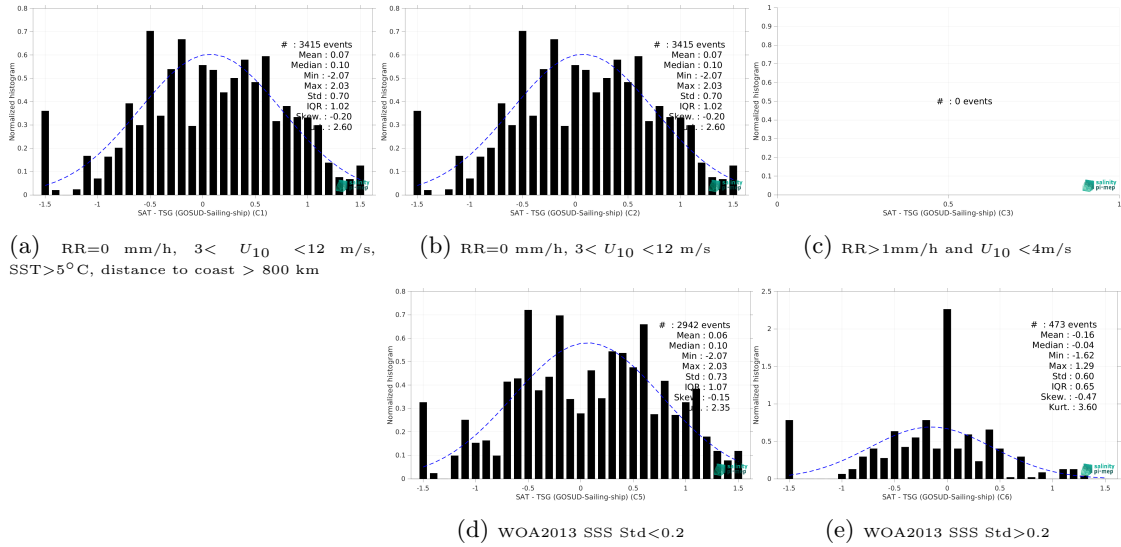 0.8
0.7
0.6
0.5
0.4
0.3
0.2
0.1
0
Normalized histogram
-1.5 -1 -0.5 0 0.5 1 1.5
SAT - TSG (GOSUD-Sailing-ship) (C1)
# : 3415 events
Mean : 0.07
Median : 0.10
Min : -2.07
Max : 2.03
Std : 0.70
IQR : 1.02
Skew. : -0.20
: 2.60
salinity
pi-mep
(a) RR=0 mm/h, 3< U10 <12 m/s,
SST>5°C, distance to coast > 800 km
0.8
0.7
0.6
0.5
0.4
0.3
0.2
0.1
0
Normalized histogram
-1.5 -1 -0.5 0 0.5 1 1.5
SAT - TSG (GOSUD-Sailing-ship) (C2)
# : 3415 events
Mean : 0.07
Median : 0.10
Min : -2.07
Max : 2.03
Std : 0.70
IQR : 1.02
Skew. : -0.20
: 2.60
salinity
pi-mep
(b) RR=0 mm/h, 3< U10 <12 m/s
1
0.9
0.8
0.7
0.6
0.5
0.4
0.3
0.2
0.1
0
Normalized histogram
0 0.5 1
SAT - TSG (GOSUD-Sailing-ship) (C3)
# : 0 events
salinity
pi-mep
(c) RR>1mm/h and U10 <4m/s
0.8
0.7
0.6
0.5
0.4
0.3
0.2
0.1
0
Normalized histogram
-1.5 -1 -0.5 0 0.5 1 1.5
SAT - TSG (GOSUD-Sailing-ship) (C5)
# : 2942 events
Mean : 0.06
Median : 0.10
Min : -2.07
Max : 2.03
Std : 0.73
IQR : 1.07
Skew. : -0.15
: 2.35
salinity
pi-mep
(d) WOA2013 SSS Std<0.2
2.5
2
1.5
1
0.5
0
Normalized histogram
-1.5 -1 -0.5 0 0.5 1 1.5
SAT - TSG (GOSUD-Sailing-ship) (C6)
# : 473 events
Mean : -0.16
Median : -0.04
Min : -1.62
Max : 1.29
Std : 0.60
IQR : 0.65
Skew. : -0.47
Kurt. : 3.60
salinity
pi-mep
(e) WOA2013 SSS Std>0.2